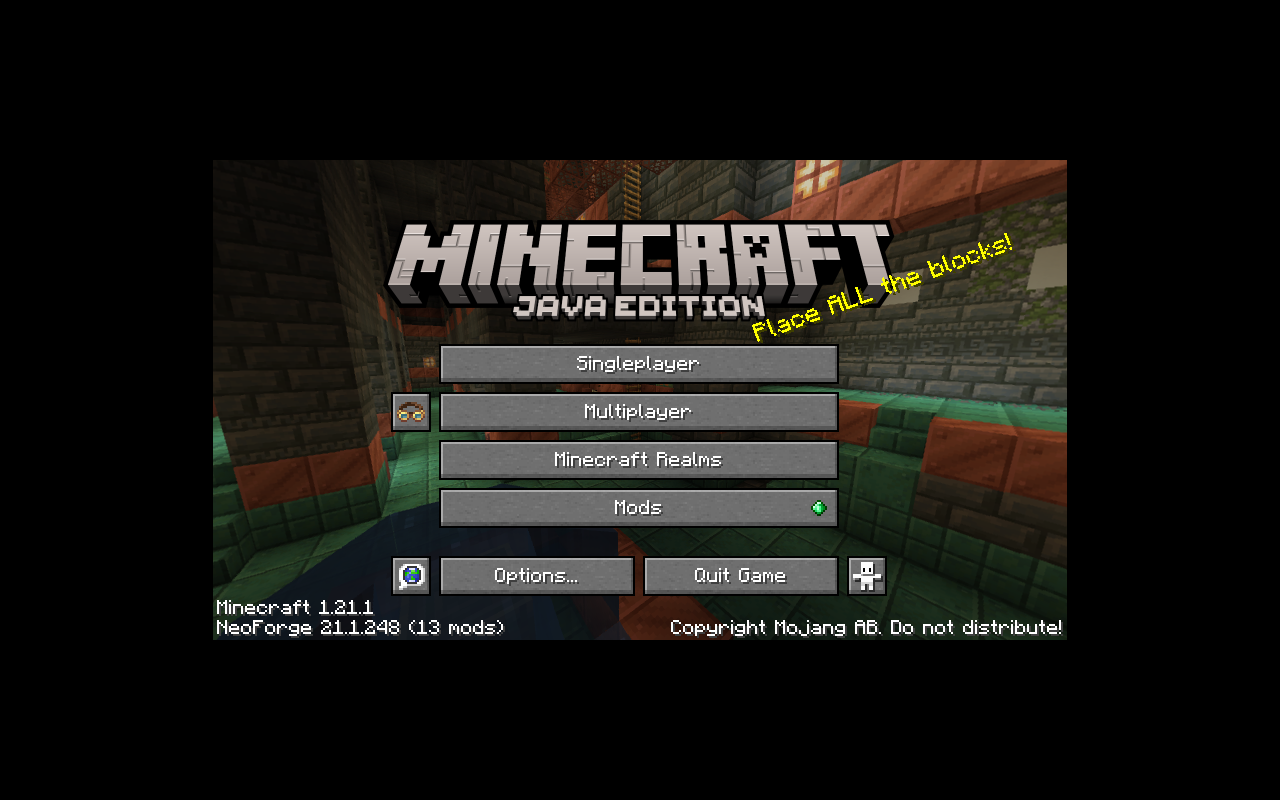 MINECRAFT
JAVA EDITION
Place ALL the blocks!
Singleplayer
Multiplayer
Minecraft Realms
Mods
Options...
Quit Game
Minecraft 1.21.1
NeoForge 21.1.248 (13 mods)
Copyright Mojang AB. Do not distribute!